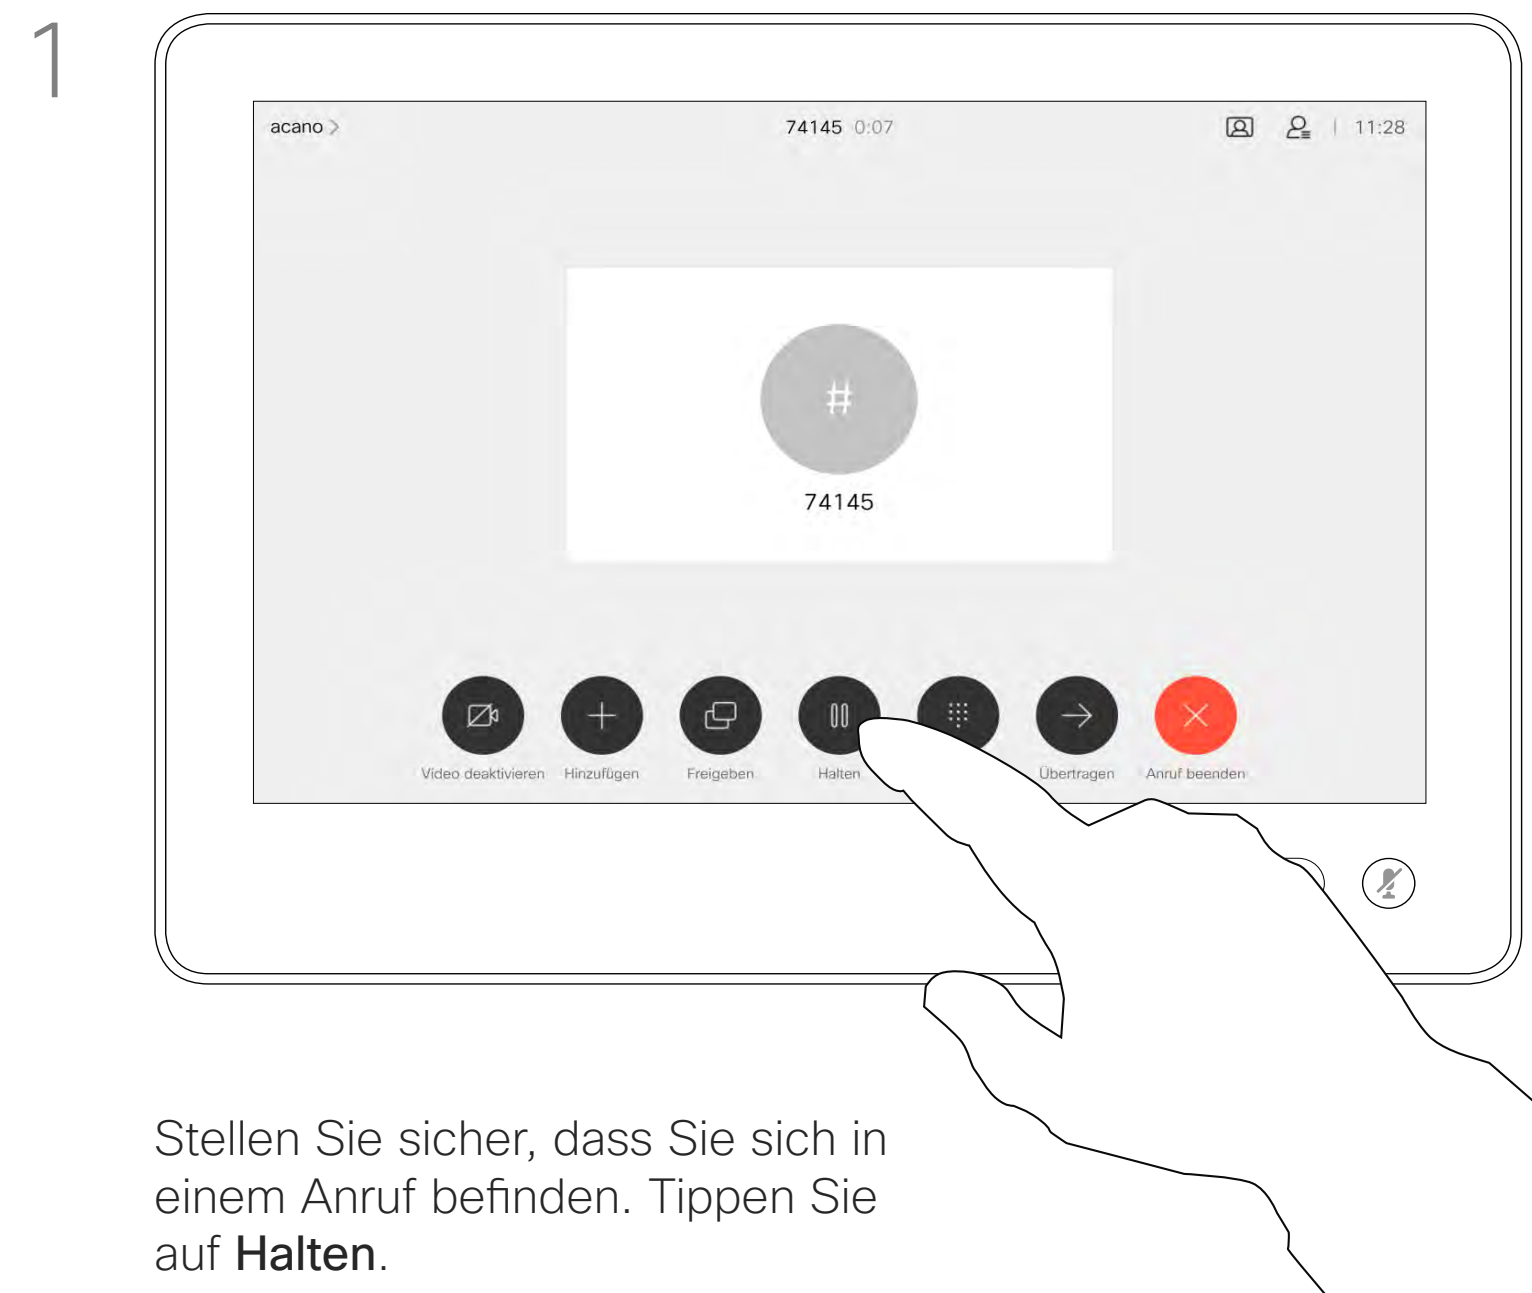 1
acano >
74145 0:07
11:28
#
74145
Video deaktivieren Hinzufügen Freigeben Halten Übertragen Anruf beenden
Stellen Sie sicher, dass Sie sich in
einem Anruf befinden. Tippen Sie
auf Halten.